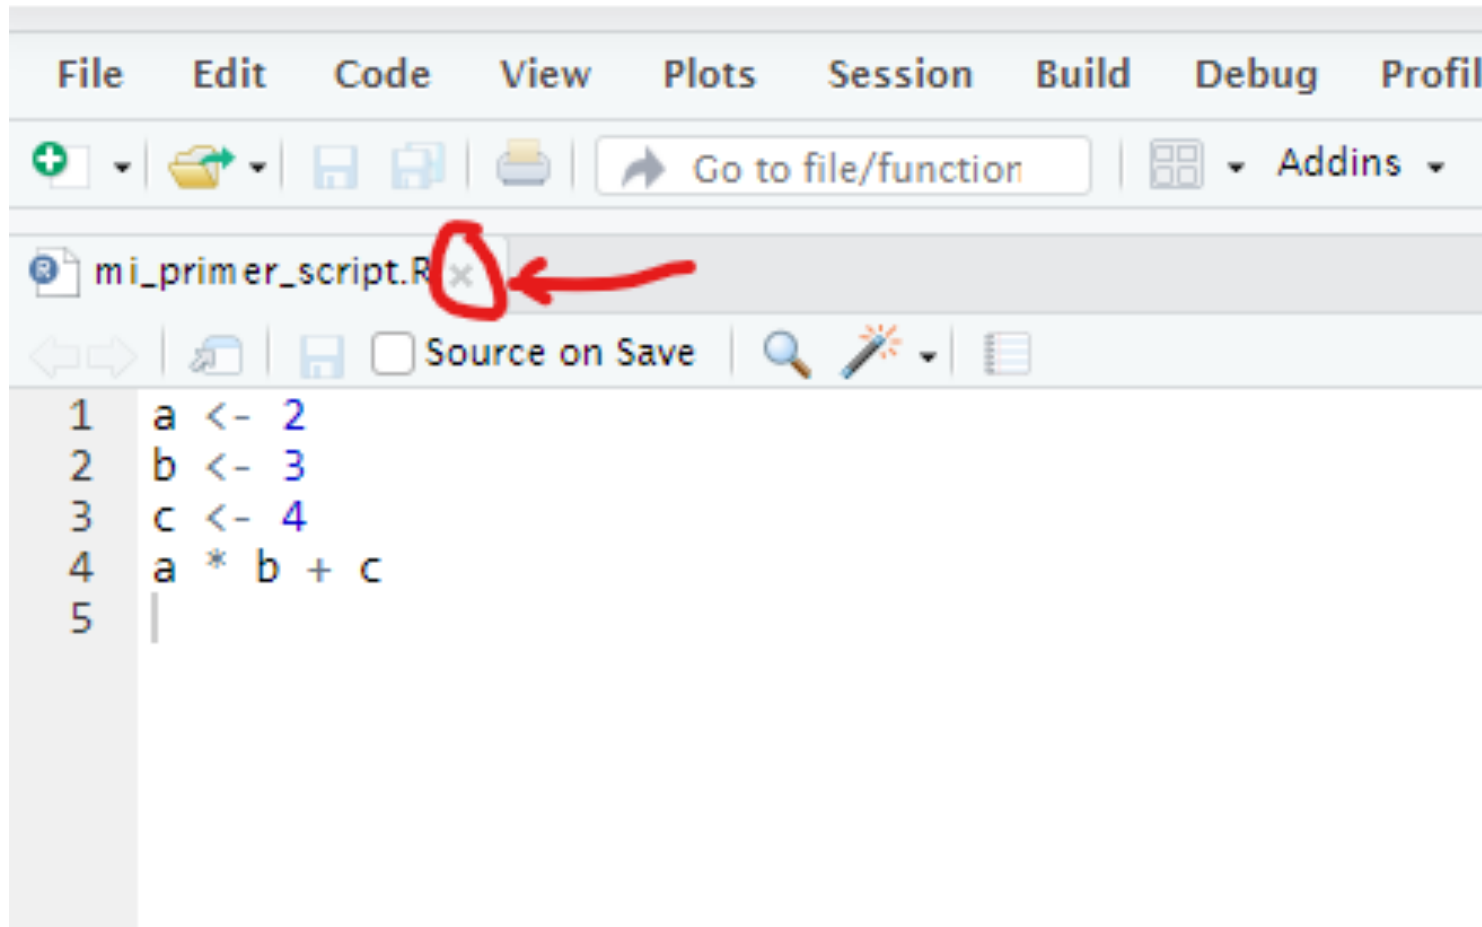 File Edit Code View Plots Session Build Debug Profil
Go to file/function Addins
R mi_primer_script.R ×
Source on Save
1 a <- 2
2 b <- 3
3 c <- 4
4 a * b + c
5